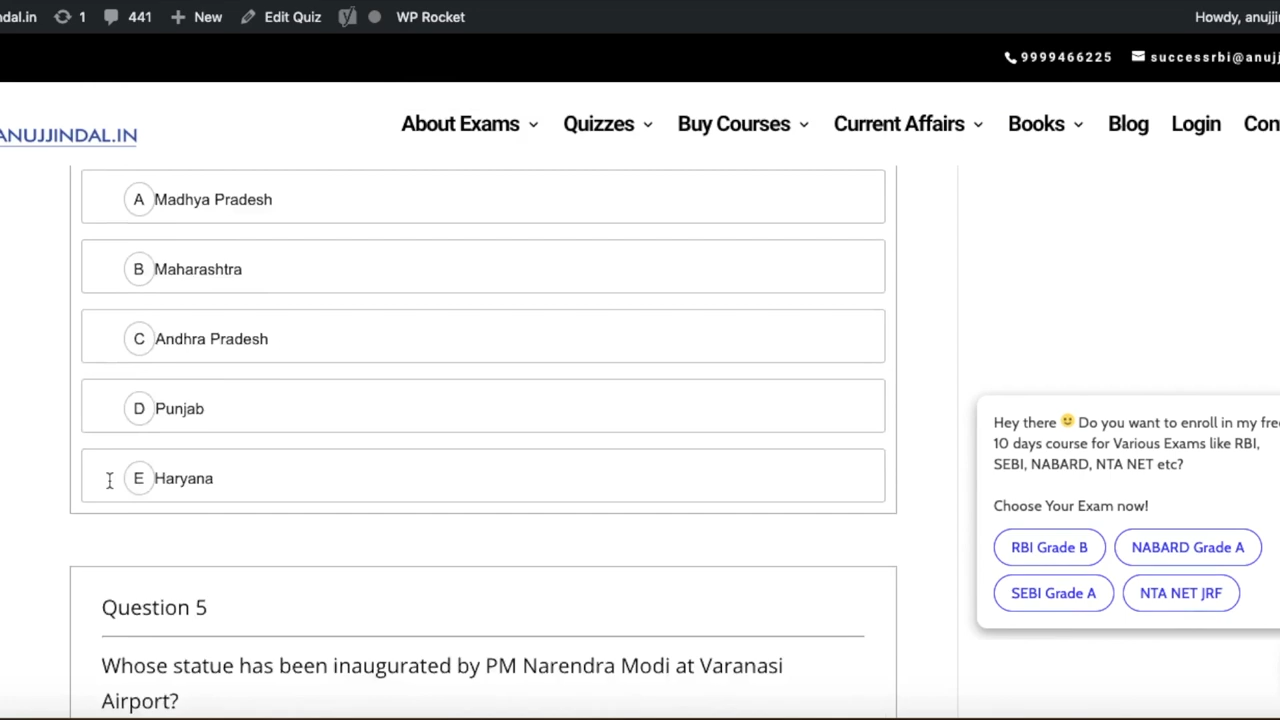 ndal.in 1 441 New Edit Quiz WP Rocket Howdy, anujji
9999466225 successrbi@anujj
ANUJJINDAL.IN About Exams Quizzes Buy Courses Current Affairs Books Blog Login Con
A Madhya Pradesh
B Maharashtra
C Andhra Pradesh
D Punjab
E Haryana
Question 5
Whose statue has been inaugurated by PM Narendra Modi at Varanasi
Airport?
Hey there 🙂 Do you want to enroll in my fre
10 days course for Various Exams like RBI,
SEBI, NABARD, NTA NET etc?
Choose Your Exam now!
RBI Grade B NABARD Grade A
SEBI Grade A NTA NET JRF